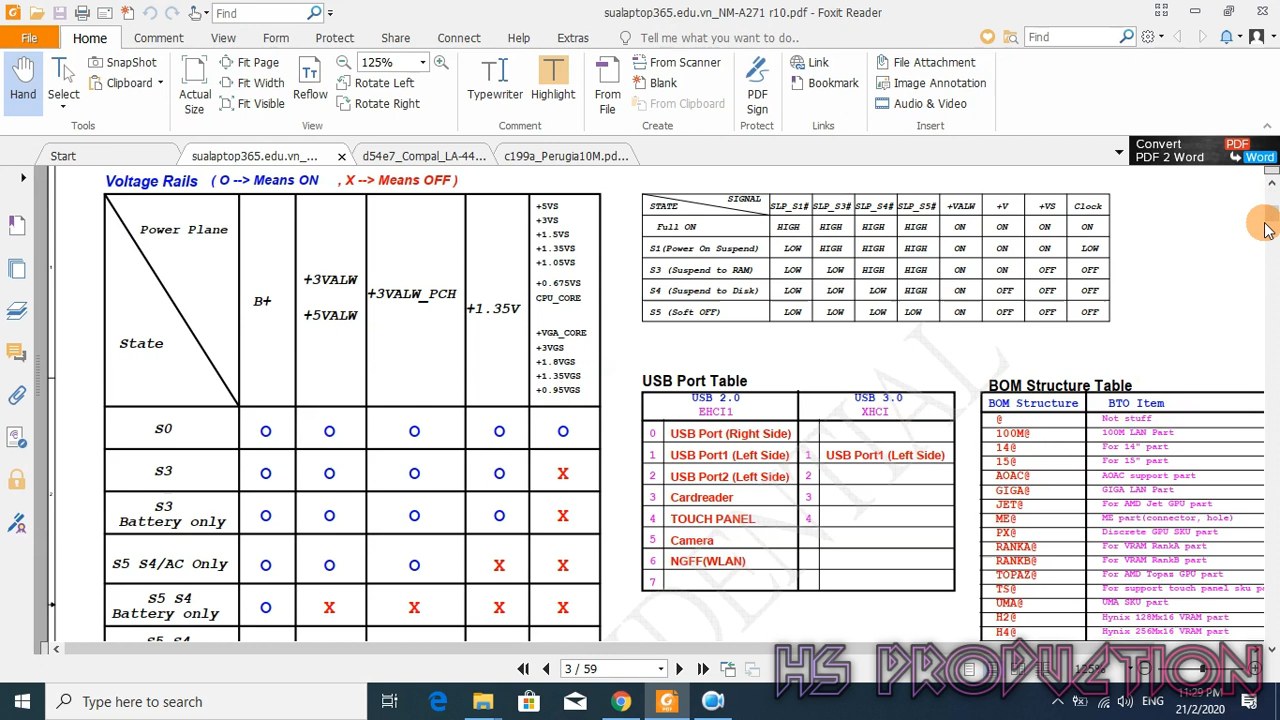 sualaptop365.edu.vn_NM-A271 r10.pdf - Foxit Reader
Find
File
Home
Comment
View
Form
Protect
Share
Connect
Help
Extras
Tell me what you want to do..
Find
Hand
Select
SnapShot
Clipboard
Tools
Actual Size
Fit Page
Fit Width
Fit Visible
Reflow
125%
Rotate Left
Rotate Right
View
Typewriter
Highlight
Comment
From File
From Scanner
Blank
From Clipboard
Create
PDF Sign
Protect
Link
Bookmark
Links
File Attachment
Image Annotation
Audio & Video
Insert
Start
sualaptop365.edu.vn_...
d54e7_Compal_LA-44...
c199a_Perugia10M.pd...
Convert PDF
PDF 2 Word Word
Voltage Rails ( O --> Means ON , X --> Means OFF )
Power Plane
State
B+
+3VALW
+5VALW
+3VALW_PCH
+1.35V
+5VS
+3VS
+1.5VS
+1.35VS
+1.05VS
+0.675VS
CPU_CORE
+VGA_CORE
+3VGS
+1.8VGS
+1.35VGS
+0.95VGS
S0 O O O O O
S3 O O O O X
S3
Battery only O O O O X
S5 S4/AC Only O O O X X
S5 S4
Battery only O X X X X
S5 S4
SIGNAL
STATE SLP_S1# SLP_S3# SLP_S4# SLP_S5# +VALW +V +VS Clock
Full ON HIGH HIGH HIGH HIGH ON ON ON ON
S1(Power On Suspend) LOW HIGH HIGH HIGH ON ON ON LOW
S3 (Suspend to RAM) LOW LOW HIGH HIGH ON ON OFF OFF
S4 (Suspend to Disk) LOW LOW LOW HIGH ON OFF OFF OFF
S5 (Soft OFF) LOW LOW LOW LOW ON OFF OFF OFF
USB Port Table
USB 2.0 USB 3.0
EHCI1 XHCI
0 USB Port (Right Side)
1 USB Port1 (Left Side) 1 USB Port1 (Left Side)
2 USB Port2 (Left Side) 2
3 Cardreader 3
4 TOUCH PANEL 4
5 Camera
6 NGFF(WLAN)
7
BOM Structure Table
BOM Structure BTO Item
@ Not stuff
100M@ 100M LAN Part
14@ For 14" part
15@ For 15" part
AOAC@ AOAC support part
GIGA@ GIGA LAN Part
JET@ For AMD Jet GPU part
ME@ ME part(connector, hole)
PX@ Discrete GPU SKU part
RANKA@ For VRAM RankA part
RANKB@ For VRAM RankB part
TOPAZ@ For AMD Topas GPU part
TS@ For support touch panel sku p
UMA@ UMA SKU part
H2@ Hynix 128Mx16 VRAM part
H4@ Hynix 256Mx16 VRAM part
3 / 59
125%
HS PRODUCTION
Type here to search
ENG
11:29 PM
21/2/2020